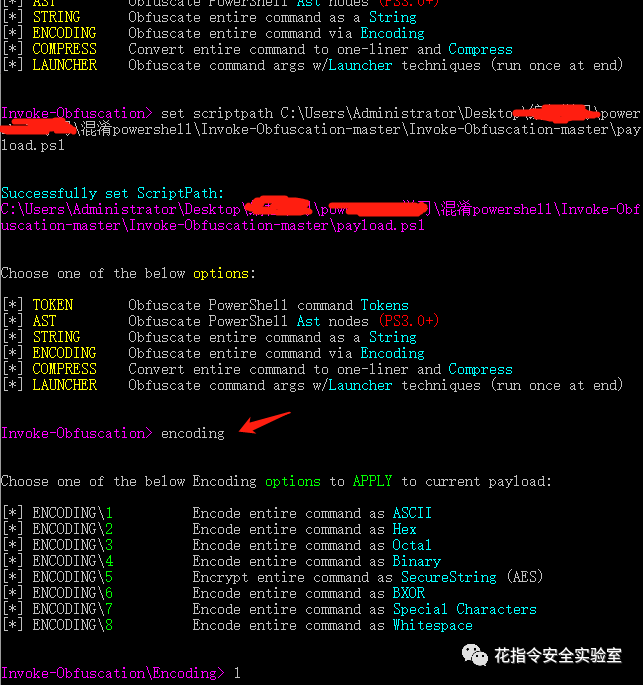 [*] AST Obfuscate PowerShell Ast nodes (PS3.0+)
[*] STRING Obfuscate entire command as a String
[*] ENCODING Obfuscate entire command via Encoding
[*] COMPRESS Convert entire command to one-liner and Compress
[*] LAUNCHER Obfuscate command args w/Launcher techniques (run once at end)
Invoke-Obfuscation> set scriptpath C:\Users\Administrator\Desktop\ \power
\混淆powershell\Invoke-Obfuscation-master\Invoke-Obfuscation-master\pay
load.ps1
Successfully set ScriptPath:
C:\Users\Administrator\Desktop\ \pow \混淆powershell\Invoke-Obf
uscation-master\Invoke-Obfuscation-master\payload.ps1
Choose one of the below options:
[*] TOKEN Obfuscate PowerShell command Tokens
[*] AST Obfuscate PowerShell Ast nodes (PS3.0+)
[*] STRING Obfuscate entire command as a String
[*] ENCODING Obfuscate entire command via Encoding
[*] COMPRESS Convert entire command to one-liner and Compress
[*] LAUNCHER Obfuscate command args w/Launcher techniques (run once at end)
Invoke-Obfuscation> encoding
Choose one of the below Encoding options to APPLY to current payload:
[*] ENCODING\1 Encode entire command as ASCII
[*] ENCODING\2 Encode entire command as Hex
[*] ENCODING\3 Encode entire command as Octal
[*] ENCODING\4 Encode entire command as Binary
[*] ENCODING\5 Encrypt entire command as SecureString (AES)
[*] ENCODING\6 Encode entire command as BXOR
[*] ENCODING\7 Encode entire command as Special Characters
[*] ENCODING\8 Encode entire command as Whitespace
花指令安全实验室
Invoke-Obfuscation\Encoding> 1